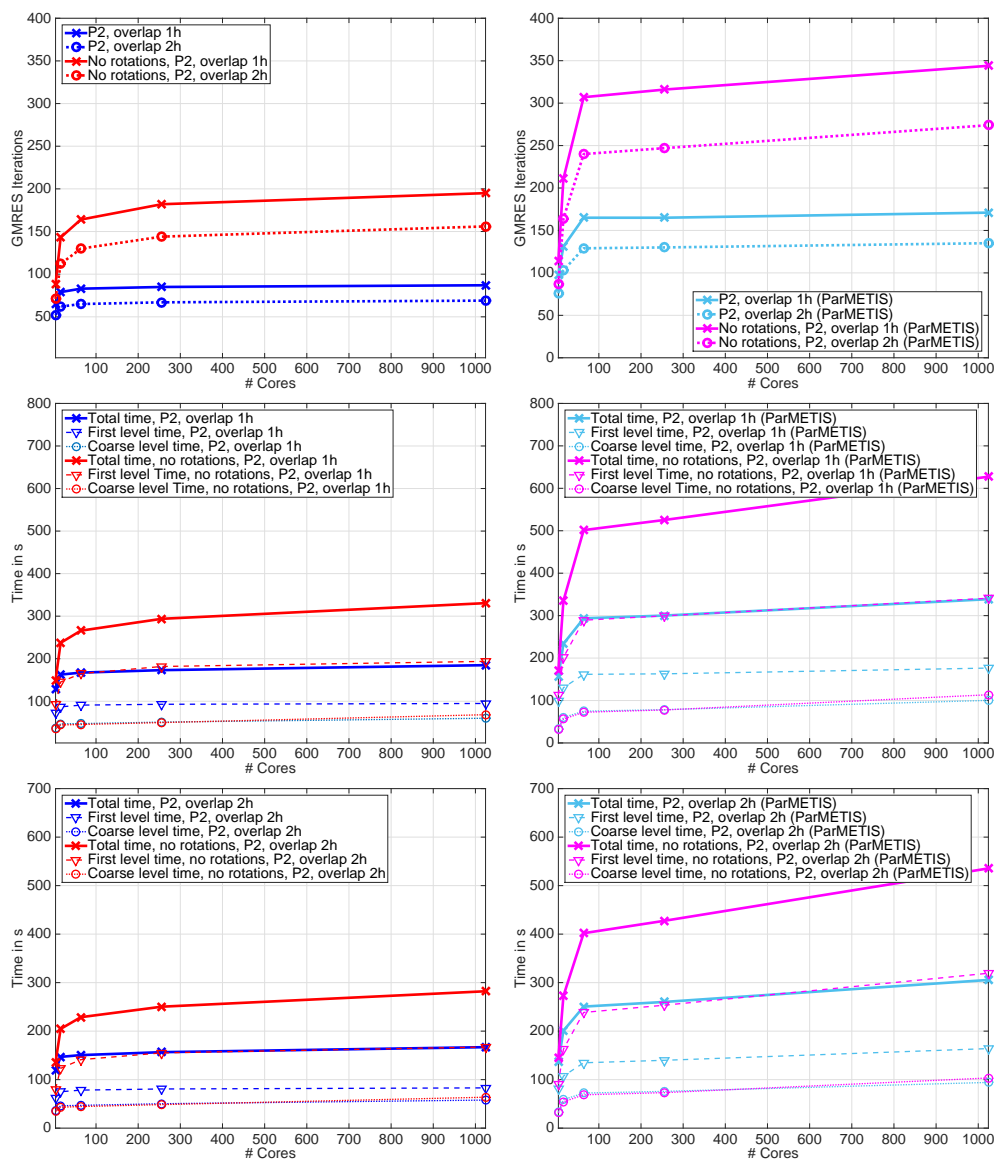 400
350
300
250
200
150
100
50
GMRES Iterations
P2, overlap 1h
P2, overlap 2h
No rotations, P2, overlap 1h
No rotations, P2, overlap 2h
100 200 300 400 500 600 700 800 900 1000
# Cores
400
350
300
250
200
150
100
50
0
GMRES Iterations
P2, overlap 1h (ParMETIS)
P2, overlap 2h (ParMETIS)
No rotations, P2, overlap 1h (ParMETIS)
No rotations, P2, overlap 2h (ParMETIS)
100 200 300 400 500 600 700 800 900 1000
# Cores
800
700
600
500
400
300
200
100
0
Time in s
Total time, P2, overlap 1h
First level time, P2, overlap 1h
Coarse level time, P2, overlap 1h
Total time, no rotations, P2, overlap 1h
First level Time, no rotations, P2, overlap 1h
Coarse level Time, no rotations, P2, overlap 1h
100 200 300 400 500 600 700 800 900 1000
# Cores
800
700
600
500
400
300
200
100
0
Time in s
Total time, P2, overlap 1h (ParMETIS)
First level time, P2, overlap 1h (ParMETIS)
Coarse level time, P2, overlap 1h (ParMETIS)
Total time, no rotations, P2, overlap 1h (ParMETIS)
First level Time, no rotations, P2, overlap 1h (ParMETIS)
Coarse level Time, no rotations, P2, overlap 1h (ParMETIS)
100 200 300 400 500 600 700 800 900 1000
# Cores
700
600
500
400
300
200
100
0
Time in s
Total time, P2, overlap 2h
First level time, P2, overlap 2h
Coarse level time, P2, overlap 2h
Total time, no rotations, P2, overlap 2h
First level time, no rotations, P2, overlap 2h
Coarse level time, no rotations, P2, overlap 2h
100 200 300 400 500 600 700 800 900 1000
# Cores
700
600
500
400
300
200
100
0
Time in s
Total time, P2, overlap 2h (ParMETIS)
First level time, P2, overlap 2h (ParMETIS)
Coarse level time, P2, overlap 2h (ParMETIS)
Total time, no rotations, P2, overlap 2h (ParMETIS)
First level time, no rotations, P2, overlap 2h (ParMETIS)
Coarse level time, no rotations, P2, overlap 2h (ParMETIS)
100 200 300 400 500 600 700 800 900 1000
# Cores